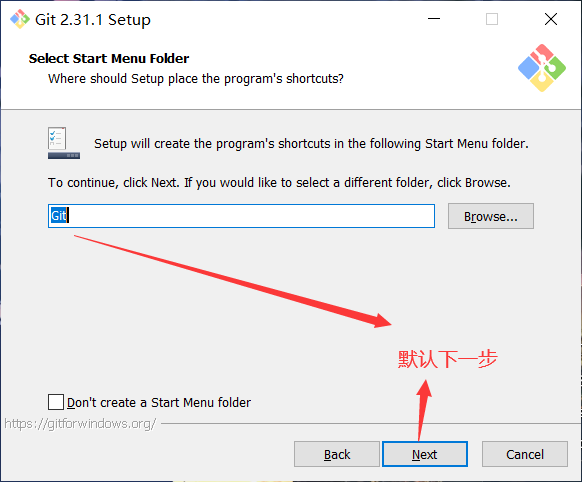 Git 2.31.1 Setup
Select Start Menu Folder
Where should Setup place the program's shortcuts?
Setup will create the program's shortcuts in the following Start Menu folder.
To continue, click Next. If you would like to select a different folder, click Browse.
Git
Browse...
默认下一步
Don't create a Start Menu folder
https://gitforwindows.org/
Back
Next
Cancel